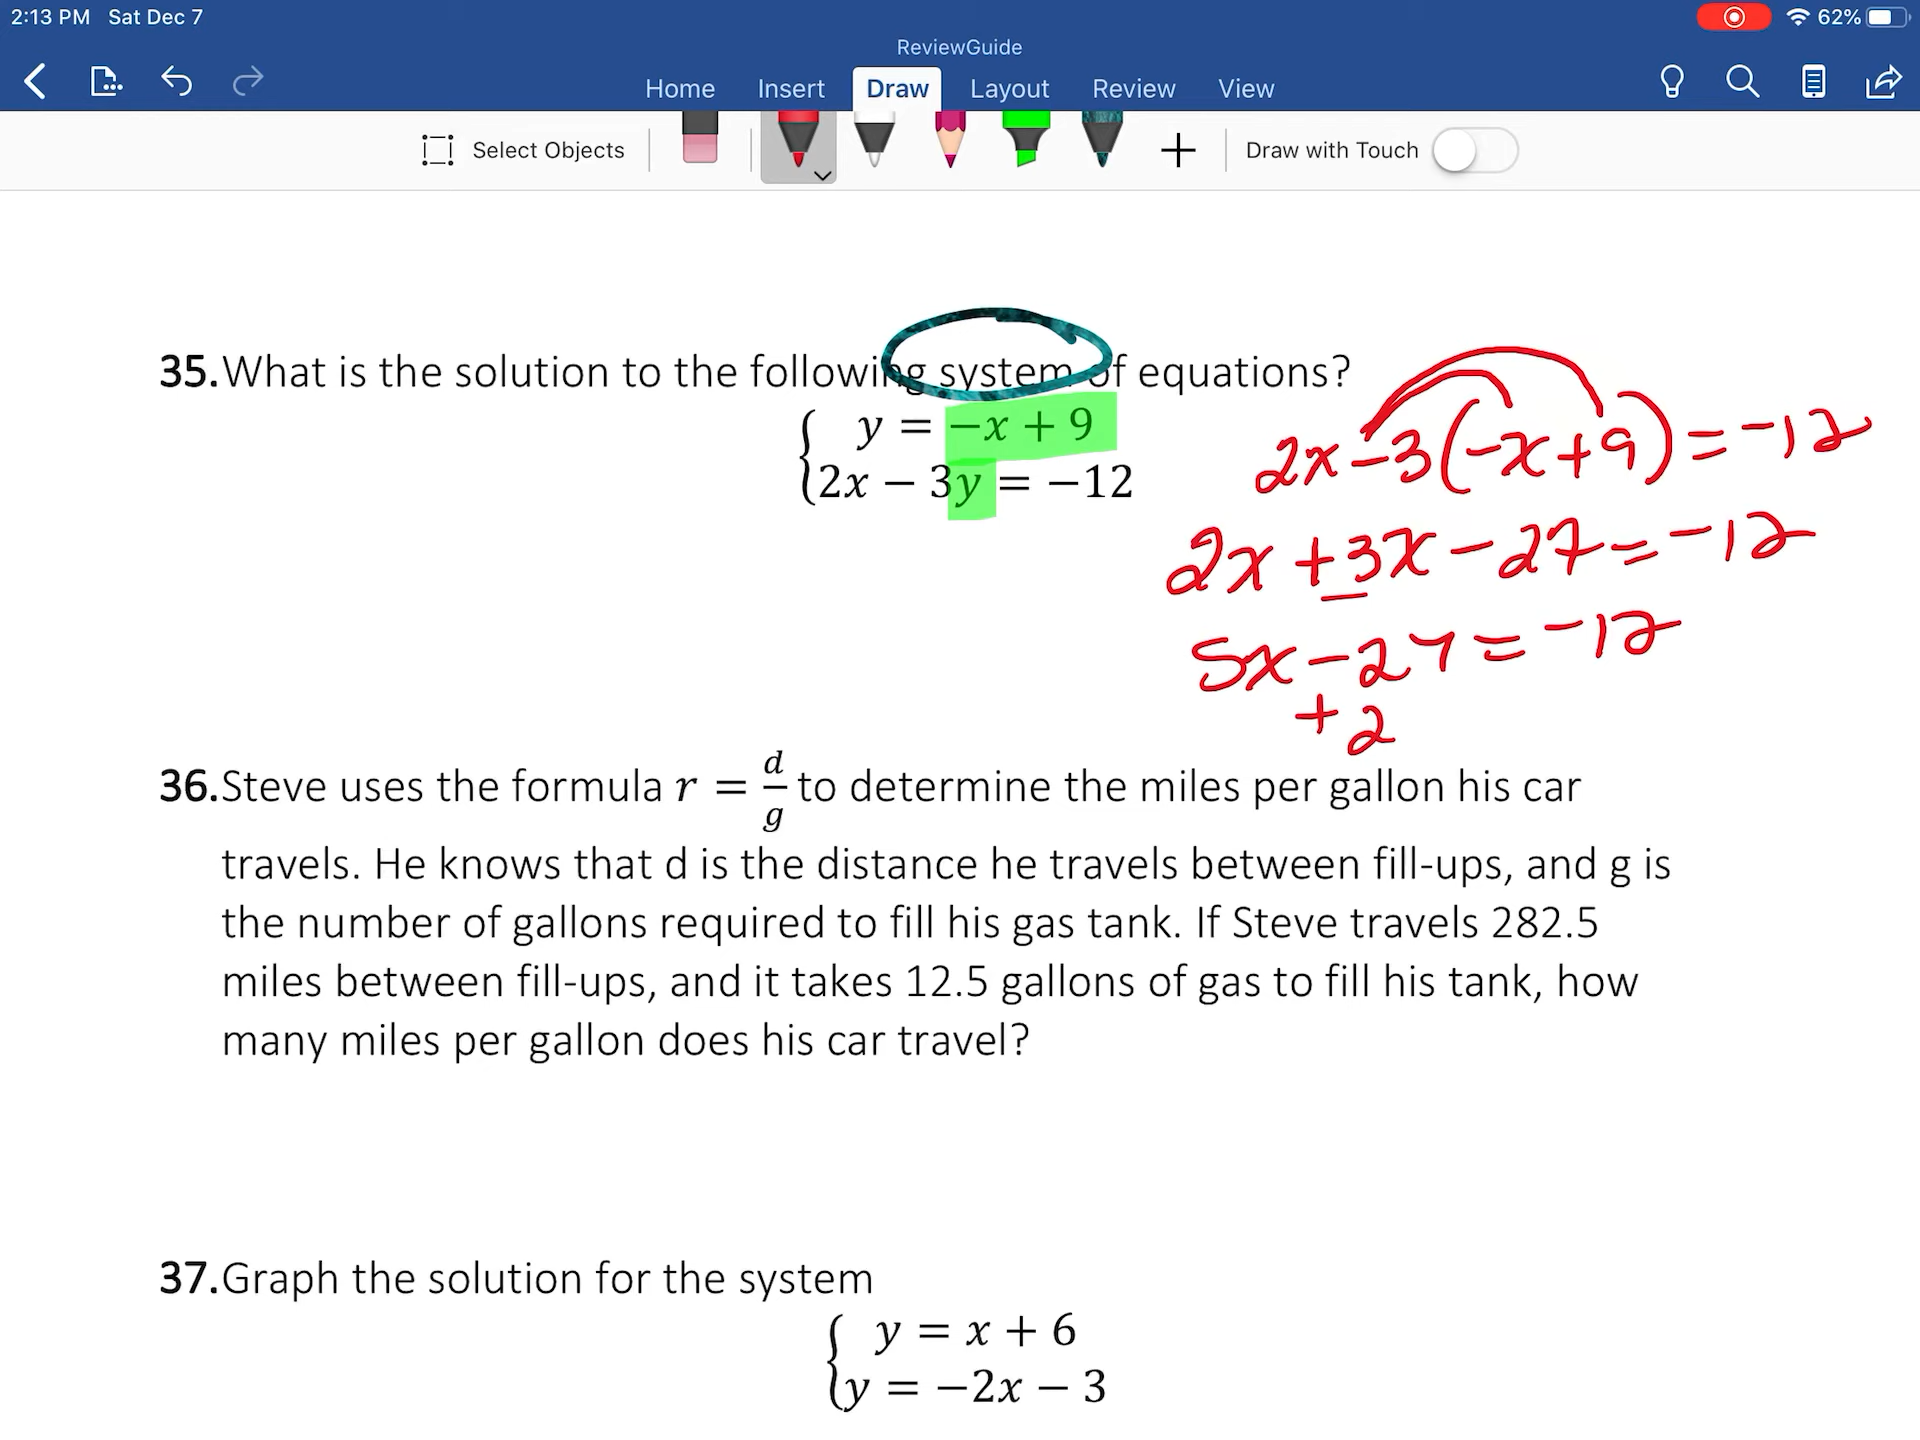 2:13 PM Sat Dec 7
62%
ReviewGuide
Home Insert Draw Layout Review View
Select Objects
Draw with Touch
35. What is the solution to the following system of equations?
{ y = −x + 9
2x − 3y = −12
2x − 3(−x + 9) = −12
2x + 3x − 27 = −12
5x − 27 = −12
+ 2
36. Steve uses the formula r = d/g to determine the miles per gallon his car
travels. He knows that d is the distance he travels between fill-ups, and g is
the number of gallons required to fill his gas tank. If Steve travels 282.5
miles between fill-ups, and it takes 12.5 gallons of gas to fill his tank, how
many miles per gallon does his car travel?
37. Graph the solution for the system
{ y = x + 6
y = −2x − 3